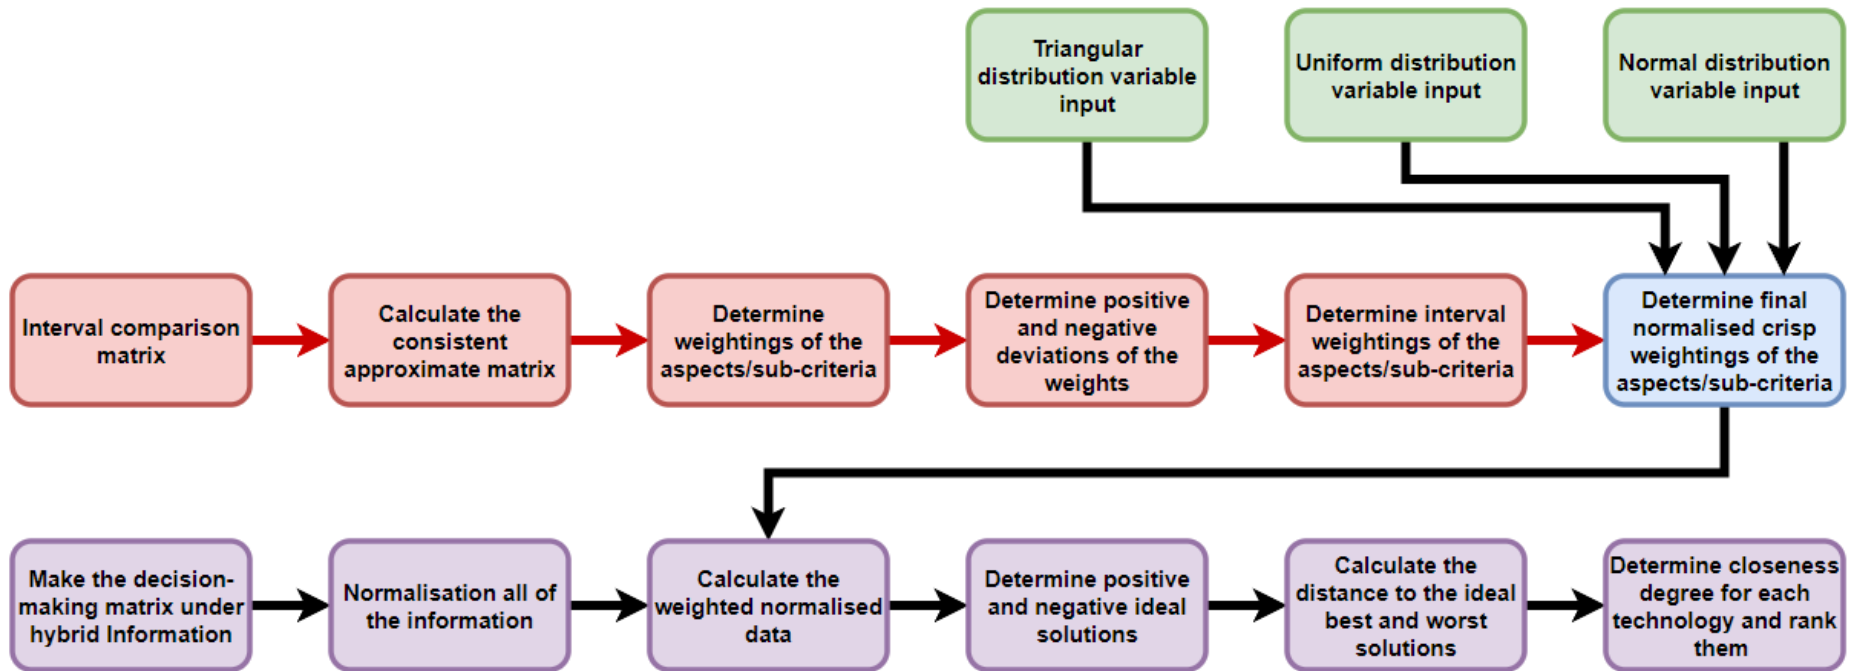 Triangular
distribution variable
input
Uniform distribution
variable input
Normal distribution
variable input
Interval comparison
matrix
Calculate the
consistent
approximate matrix
Determine
weightings of the
aspects/sub-criteria
Determine positive
and negative
deviations of the
weights
Determine interval
weightings of the
aspects/sub-criteria
Determine final
normalised crisp
weightings of the
aspects/sub-criteria
Make the decision-
making matrix under
hybrid Information
Normalisation all of
the information
Calculate the
weighted normalised
data
Determine positive
and negative ideal
solutions
Calculate the
distance to the ideal
best and worst
solutions
Determine closeness
degree for each
technology and rank
them